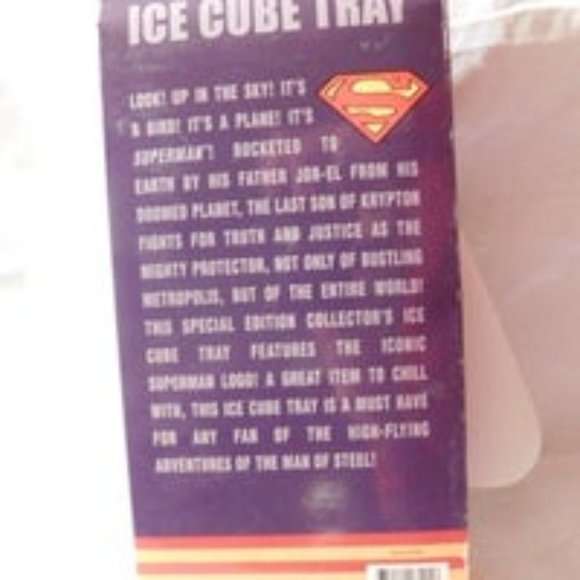 ICE CUBE TRAY
LOOK! UP IN THE SKY! IT'S
A BIRD! IT'S A PLANE! IT'S
SUPERMAN! ROCKETED TO
EARTH BY HIS FATHER JOR-EL FROM HIS
DOOMED PLANET, THE LAST SON OF KRYPTON
FIGHTS FOR TRUTH AND JUSTICE AS THE
MIGHTY PROTECTOR, NOT ONLY OF BUSTLING
METROPOLIS, BUT OF THE ENTIRE WORLD!
THIS SPECIAL EDITION COLLECTOR'S ICE
CUBE TRAY FEATURES THE ICONIC
SUPERMAN LOGO! A GREAT ITEM TO CHILL
WITH, THIS ICE CUBE TRAY IS A MUST HAVE
FOR ANY FAN OF THE HIGH-FLYING
ADVENTURES OF THE MAN OF STEEL!